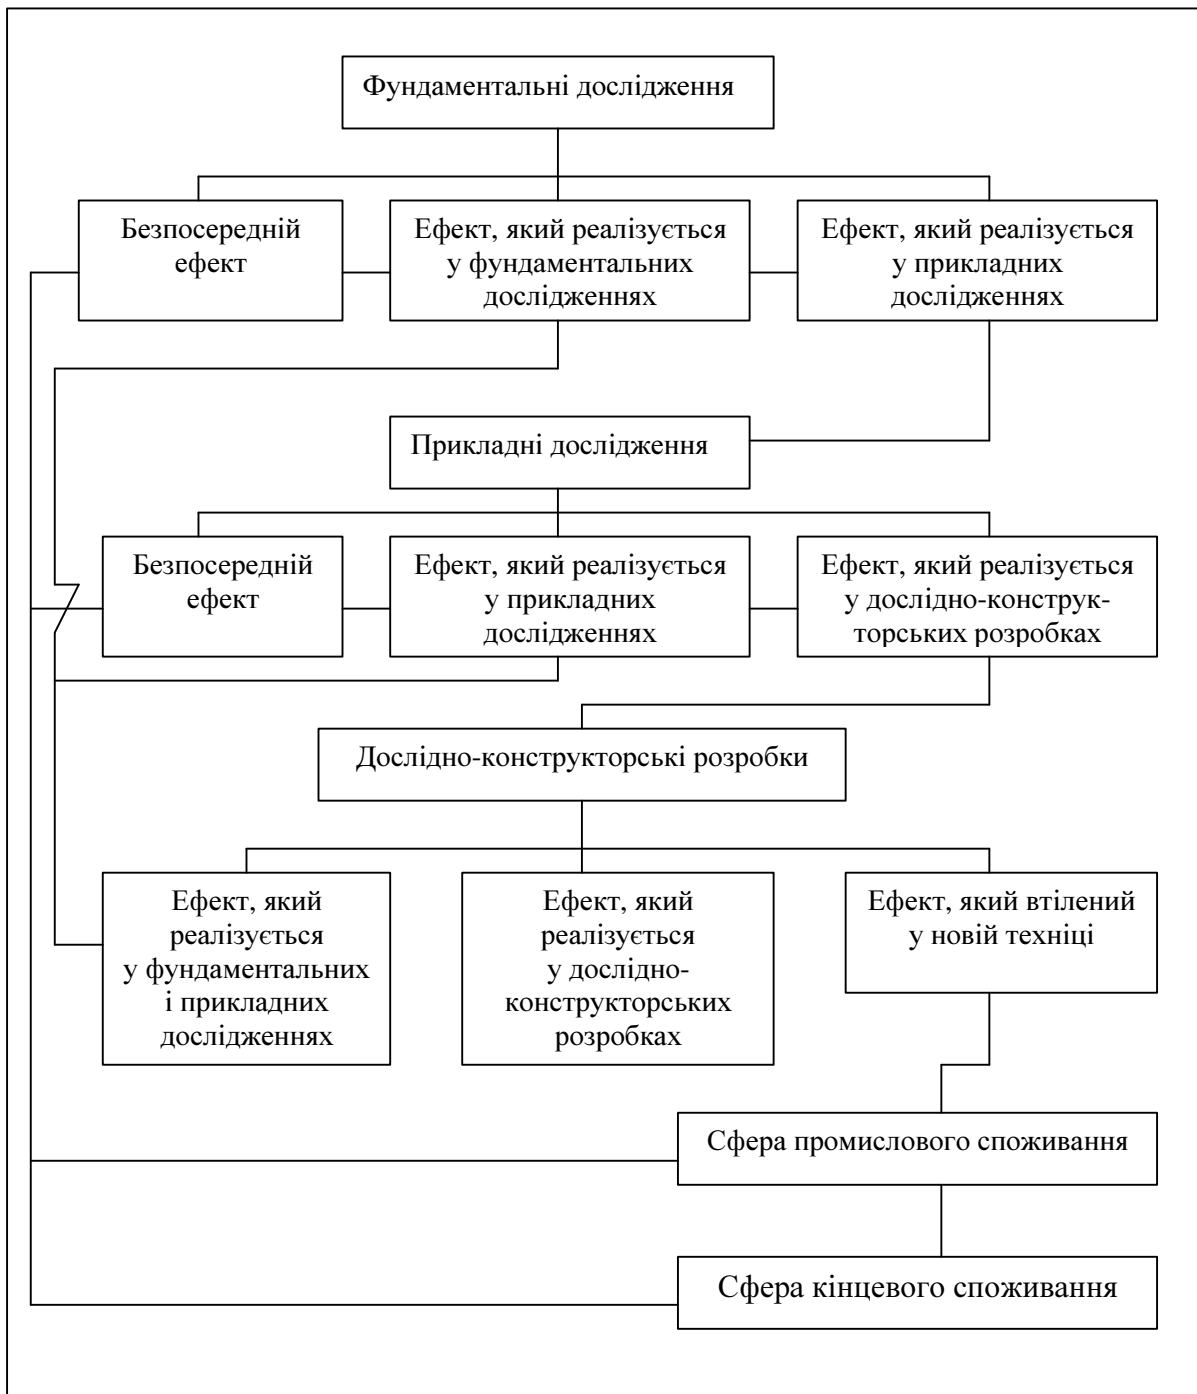 Фундаментальні дослідження
Безпосередній
ефект
Ефект, який реалізується
у фундаментальних
дослідженнях
Ефект, який реалізується
у прикладних
дослідженнях
Прикладні дослідження
Безпосередній
ефект
Ефект, який реалізується
у прикладних
дослідженнях
Ефект, який реалізується
у дослідно-конструк-
торських розробках
Дослідно-конструкторські розробки
Ефект, який
реалізується
у фундаментальних
і прикладних
дослідженнях
Ефект, який
реалізується
у дослідно-
конструкторських
розробках
Ефект, який втілений
у новій техніці
Сфера промислового споживання
Сфера кінцевого споживання